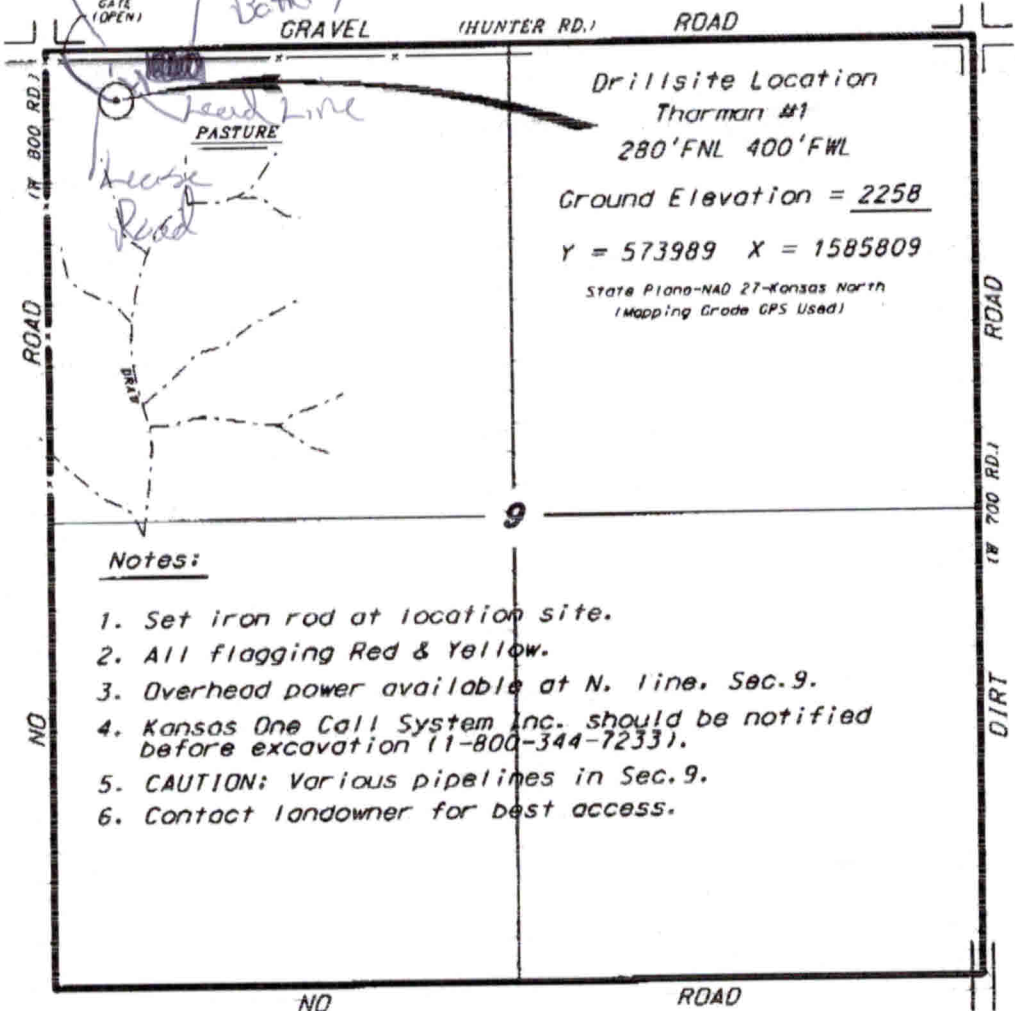 GATE
(OPEN)
GRAVEL (HUNTER RD.) ROAD
Lead Line
PASTURE
Lease
Road
Drillsite Location
Tharman #1
280'FNL 400'FWL
Ground Elevation = 2258
Y = 573989 X = 1585809
State Plane-NAD 27-Kansas North
(Mapping Grade GPS Used)
(W 800 RD.)
ROAD
NO
DRAW
9
ROAD
(W 700 RD.)
DIRT
Notes:
1. Set iron rod at location site.
2. All flagging Red & Yellow.
3. Overhead power available at N. line. Sec.9.
4. Kansas One Call System Inc. should be notified
before excavation (1-800-344-7233).
5. CAUTION: Various pipelines in Sec.9.
6. Contact landowner for best access.
NO ROAD